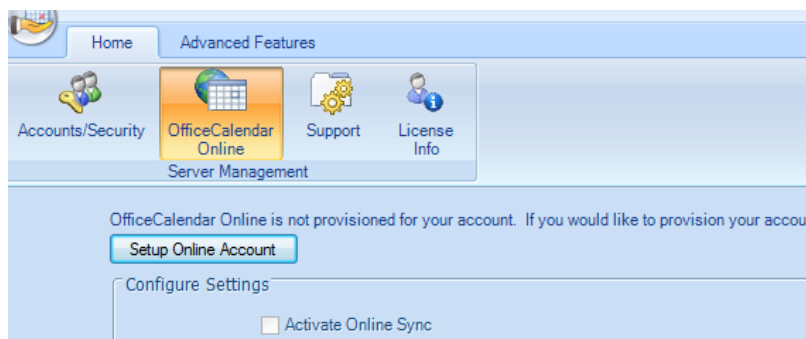 Home Advanced Features
Accounts/Security OfficeCalendar Online Support License Info
Server Management
OfficeCalendar Online is not provisioned for your account. If you would like to provision your accou
Setup Online Account
Configure Settings
Activate Online Sync